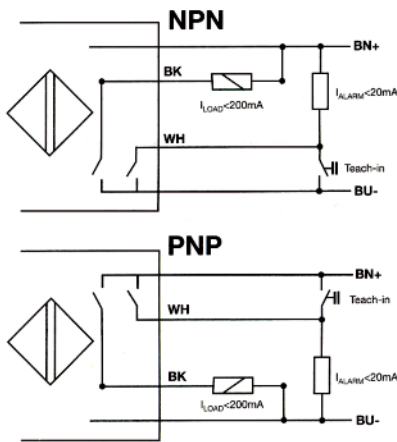 NPN
BN+
BK
I_LOAD<200mA
I_ALARM<20mA
WH
Teach-in
BU-
PNP
BN+
Teach-in
WH
BK
I_LOAD<200mA
I_ALARM<20mA
BU-